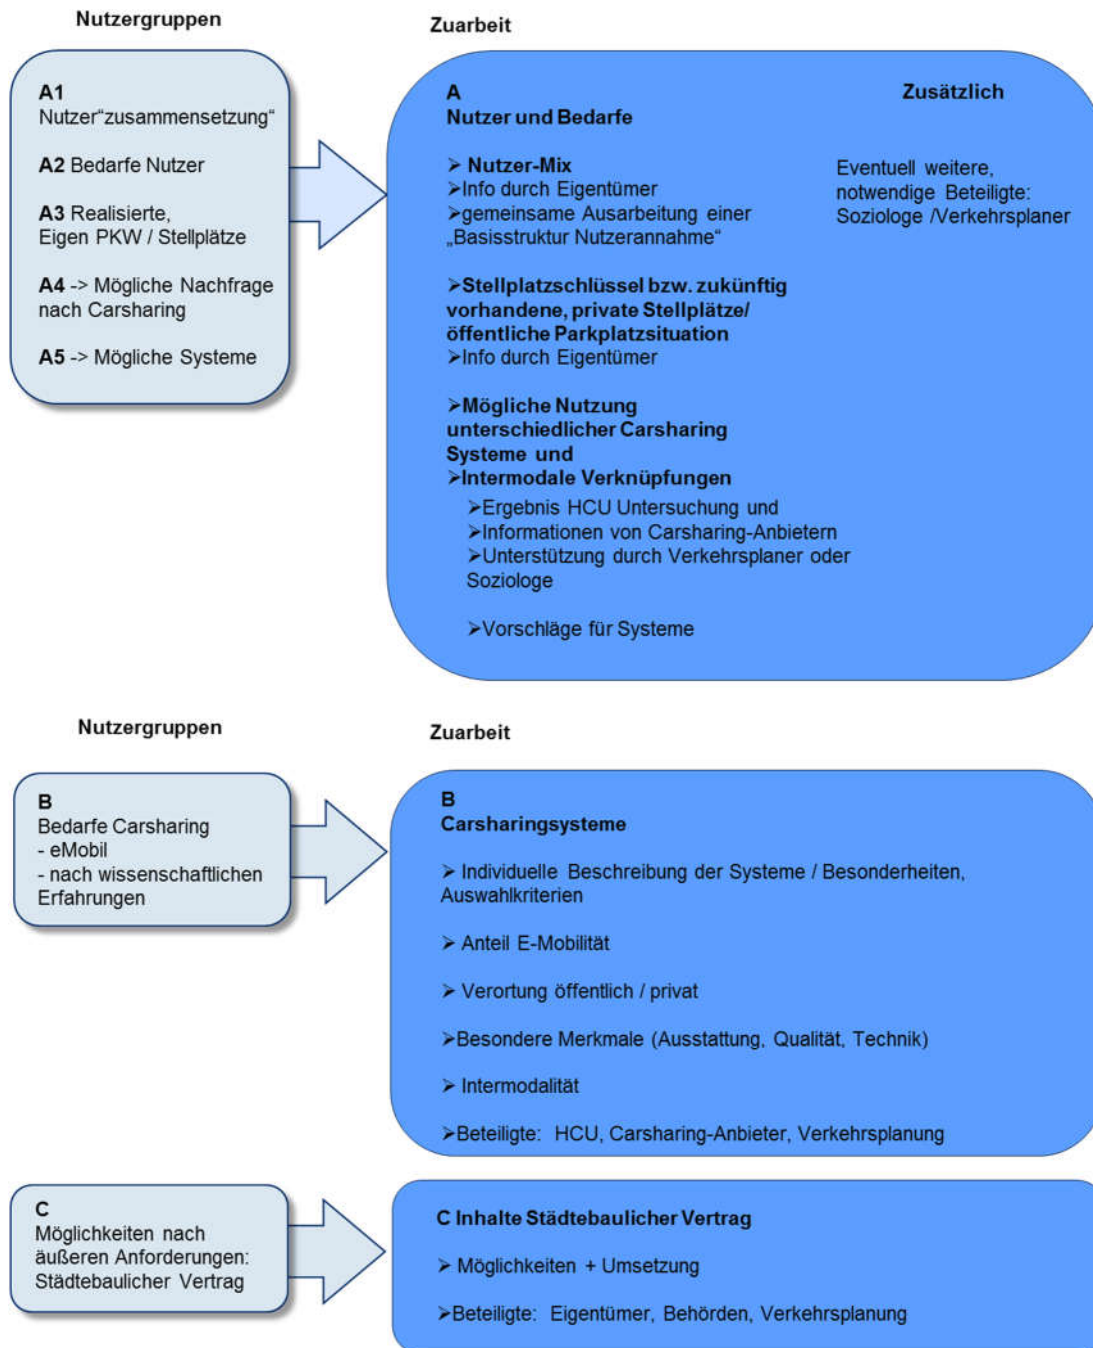 Nutzergruppen
Zuarbeit
A1
Nutzer“zusammensetzung“
A2 Bedarfe Nutzer
A3 Realisierte,
Eigen PKW / Stellplätze
A4 -> Mögliche Nachfrage
nach Carsharing
A5 -> Mögliche Systeme
A
Nutzer und Bedarfe
➢ Nutzer-Mix
➢Info durch Eigentümer
➢gemeinsame Ausarbeitung einer
„Basisstruktur Nutzerannahme“
➢Stellplatzschlüssel bzw. zukünftig
vorhandene, private Stellplätze/
öffentliche Parkplatzsituation
➢Info durch Eigentümer
➢Mögliche Nutzung
unterschiedlicher Carsharing
Systeme und
➢Intermodale Verknüpfungen
➢Ergebnis HCU Untersuchung und
➢Informationen von Carsharing-Anbietern
➢Unterstützung durch Verkehrsplaner oder
Soziologe
➢Vorschläge für Systeme
Zusätzlich
Eventuell weitere,
notwendige Beteiligte:
Soziologe /Verkehrsplaner
Nutzergruppen
Zuarbeit
B
Bedarfe Carsharing
- eMobil
- nach wissenschaftlichen
Erfahrungen
B
Carsharingsysteme
➢ Individuelle Beschreibung der Systeme / Besonderheiten,
Auswahlkriterien
➢ Anteil E-Mobilität
➢ Verortung öffentlich / privat
➢Besondere Merkmale (Ausstattung, Qualität, Technik)
➢ Intermodalität
➢Beteiligte: HCU, Carsharing-Anbieter, Verkehrsplanung
C
Möglichkeiten nach
äußeren Anforderungen:
Städtebaulicher Vertrag
C Inhalte Städtebaulicher Vertrag
➢ Möglichkeiten + Umsetzung
➢Beteiligte: Eigentümer, Behörden, Verkehrsplanung